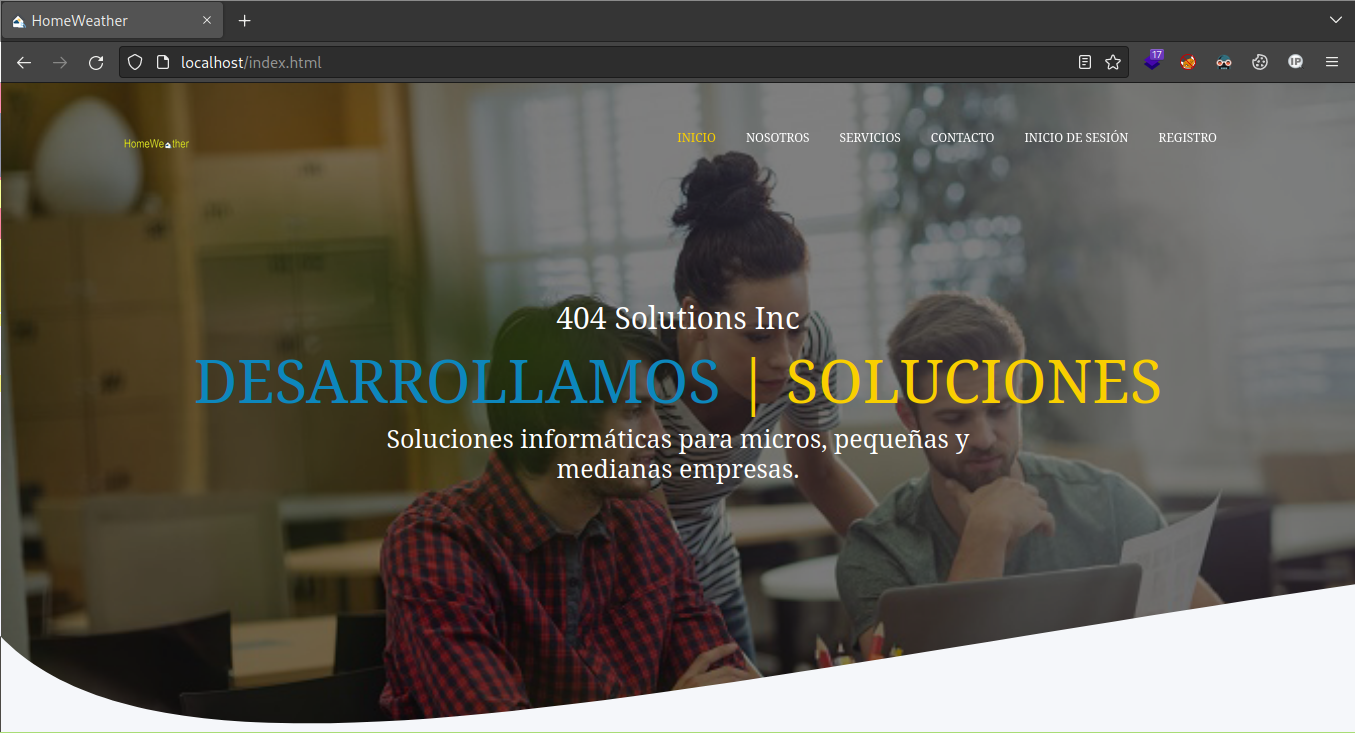 HomeWeather
17
localhost/index.html
IP
HomeWeather
INICIO NOSOTROS SERVICIOS CONTACTO INICIO DE SESIÓN REGISTRO
404 Solutions Inc
DESARROLLAMOS | SOLUCIONES
Soluciones informáticas para micros, pequeñas y
medianas empresas.